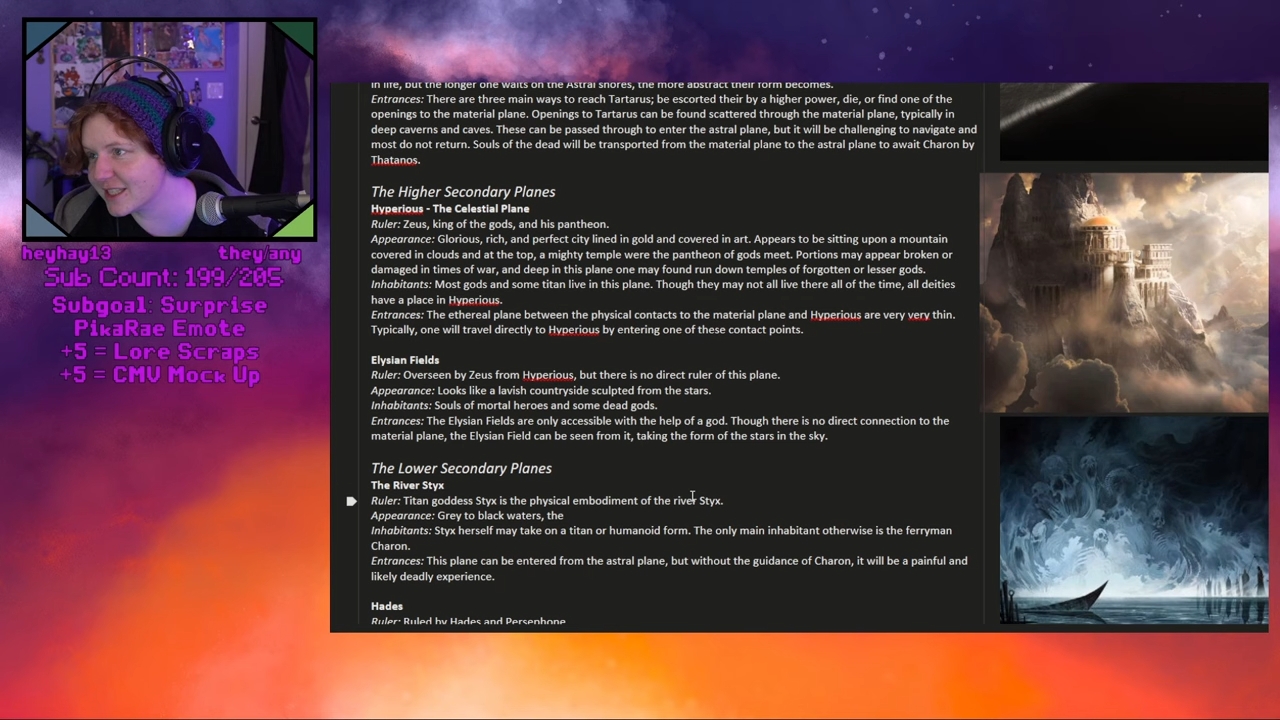 heyhay13 they/any
Sub Count: 199/205
Subgoal: Surprise
PikaRae Emote
+5 = Lore Scraps
+5 = CMV Mock Up
in life, but the longer one waits on the Astral shores, the more abstract their form becomes.
Entrances: There are three main ways to reach Tartarus; be escorted their by a higher power, die, or find one of the
openings to the material plane. Openings to Tartarus can be found scattered through the material plane, typically in
deep caverns and caves. These can be passed through to enter the astral plane, but it will be challenging to navigate and
most do not return. Souls of the dead will be transported from the material plane to the astral plane to await Charon by
Thatanos.
The Higher Secondary Planes
Hyperious - The Celestial Plane
Ruler: Zeus, king of the gods, and his pantheon.
Appearance: Glorious, rich, and perfect city lined in gold and covered in art. Appears to be sitting upon a mountain
covered in clouds and at the top, a mighty temple were the pantheon of gods meet. Portions may appear broken or
damaged in times of war, and deep in this plane one may found run down temples of forgotten or lesser gods.
Inhabitants: Most gods and some titan live in this plane. Though they may not all live there all of the time, all deities
have a place in Hyperious.
Entrances: The ethereal plane between the physical contacts to the material plane and Hyperious are very very thin.
Typically, one will travel directly to Hyperious by entering one of these contact points.
Elysian Fields
Ruler: Overseen by Zeus from Hyperious, but there is no direct ruler of this plane.
Appearance: Looks like a lavish countryside sculpted from the stars.
Inhabitants: Souls of mortal heroes and some dead gods.
Entrances: The Elysian Fields are only accessible with the help of a god. Though there is no direct connection to the
material plane, the Elysian Field can be seen from it, taking the form of the stars in the sky.
The Lower Secondary Planes
The River Styx
Ruler: Titan goddess Styx is the physical embodiment of the river Styx.
Appearance: Grey to black waters, the
Inhabitants: Styx herself may take on a titan or humanoid form. The only main inhabitant otherwise is the ferryman
Charon.
Entrances: This plane can be entered from the astral plane, but without the guidance of Charon, it will be a painful and
likely deadly experience.
Hades
Ruler: Ruled by Hades and Persephone